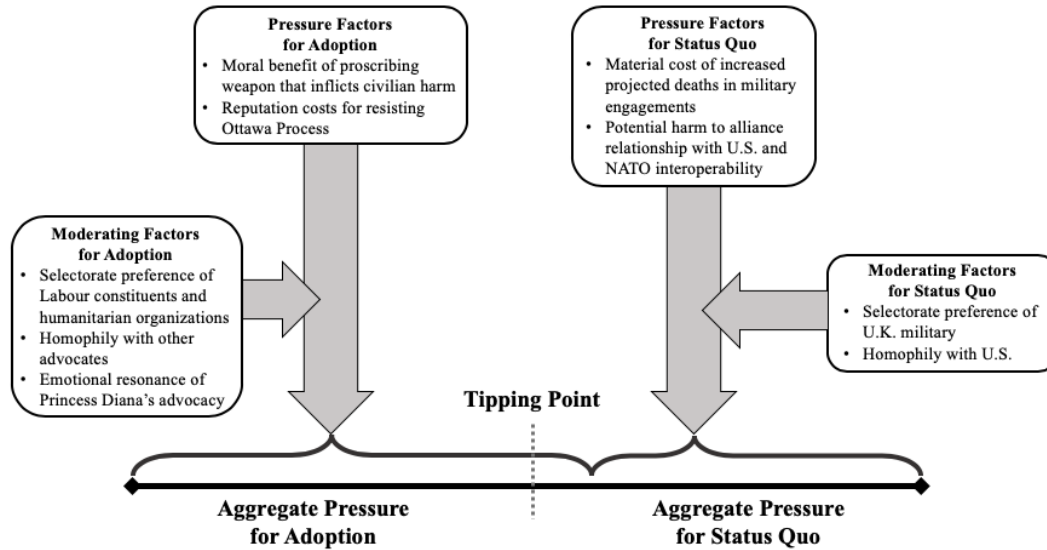 Pressure Factors
for Adoption
• Moral benefit of proscribing
weapon that inflicts civilian harm
• Reputation costs for resisting
Ottawa Process
Pressure Factors
for Status Quo
• Material cost of increased
projected deaths in military
engagements
• Potential harm to alliance
relationship with U.S. and
NATO interoperability
Moderating Factors
for Adoption
• Selectorate preference of
Labour constituents and
humanitarian organizations
• Homophily with other
advocates
• Emotional resonance of
Princess Diana's advocacy
Moderating Factors
for Status Quo
• Selectorate preference of
U.K. military
• Homophily with U.S.
Tipping Point
Aggregate Pressure
for Adoption
Aggregate Pressure
for Status Quo